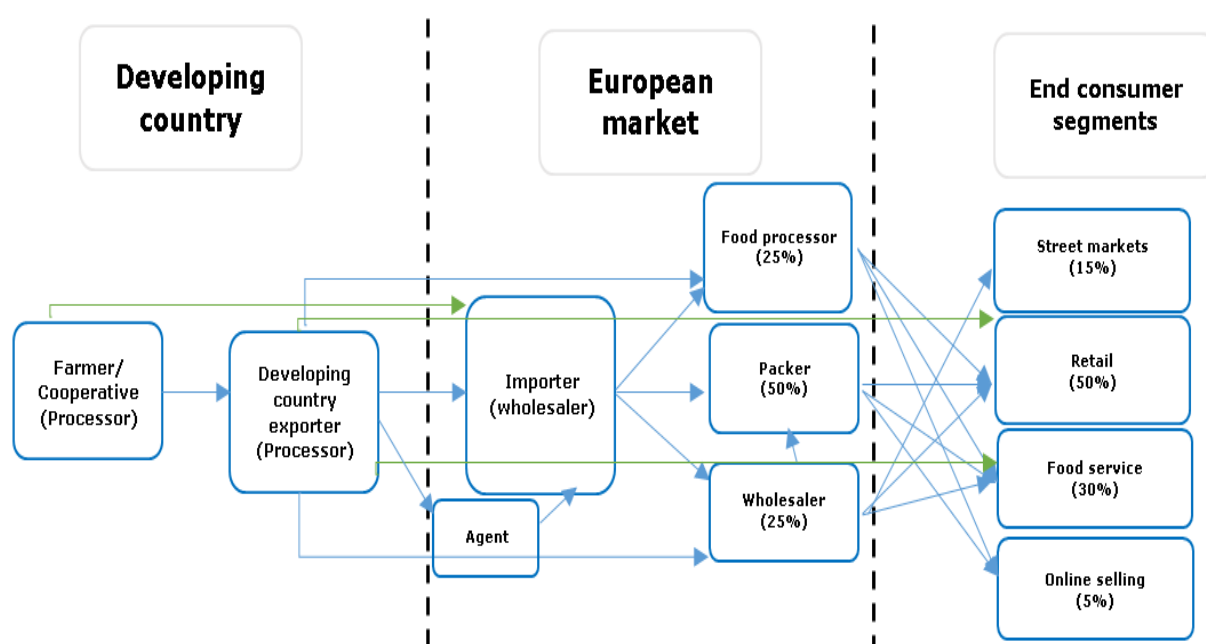 Developing
country
European
market
End consumer
segments
Farmer/
Cooperative
(Processor)
Developing
country
exporter
(Processor)
Importer
(wholesaler)
Agent
Food processor
(25%)
Packer
(50%)
Wholesaler
(25%)
Street markets
(15%)
Retail
(50%)
Food service
(30%)
Online selling
(5%)